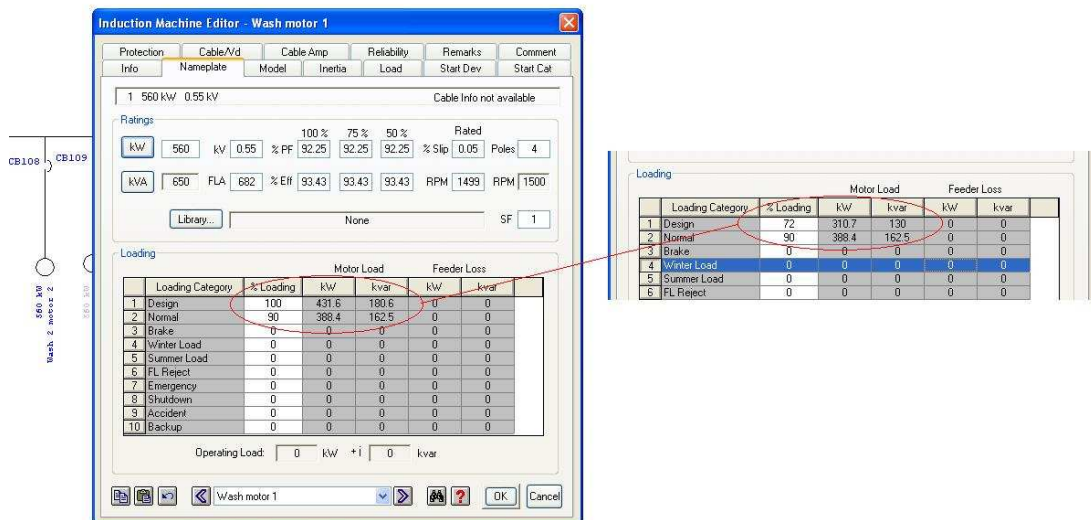 Induction Machine Editor - Wash motor 1
Protection Cable/Vd Cable Amp Reliability Remarks Comment
Info Nameplate Model Inertia Load Start Dev Start Cat
1 560 kW 0.55 kV Cable Info not available
Ratings
100 % 75 % 50 % Rated
kW 560 kV 0.55 % PF 92.25 92.25 92.25 % Slip 0.05 Poles 4
kVA 650 FLA 682 % Eff 93.43 93.43 93.43 RPM 1499 RPM 1500
Library... None SF 1
Loading
Motor Load Feeder Loss
Loading Category % Loading kW kvar kW kvar
1 Design 100 431.6 180.6 0 0
2 Normal 90 388.4 162.5 0 0
3 Brake 0 0 0 0 0
4 Winter Load 0 0 0 0 0
5 Summer Load 0 0 0 0 0
6 FL Reject 0 0 0 0 0
7 Emergency 0 0 0 0 0
8 Shutdown 0 0 0 0 0
9 Accident 0 0 0 0 0
10 Backup 0 0 0 0 0
Operating Load: 0 kW +i 0 kvar
Wash motor 1
? OK Cancel
CB108 CB109
560 kW
Wash 2 motor 2
560 kW
Loading
Motor Load Feeder Loss
Loading Category % Loading kW kvar kW kvar
1 Design 72 310.7 130 0 0
2 Normal 90 388.4 162.5 0 0
3 Brake 0 0 0 0 0
4 Winter Load 0 0 0 0 0
5 Summer Load 0 0 0 0 0
6 FL Reject 0 0 0 0 0